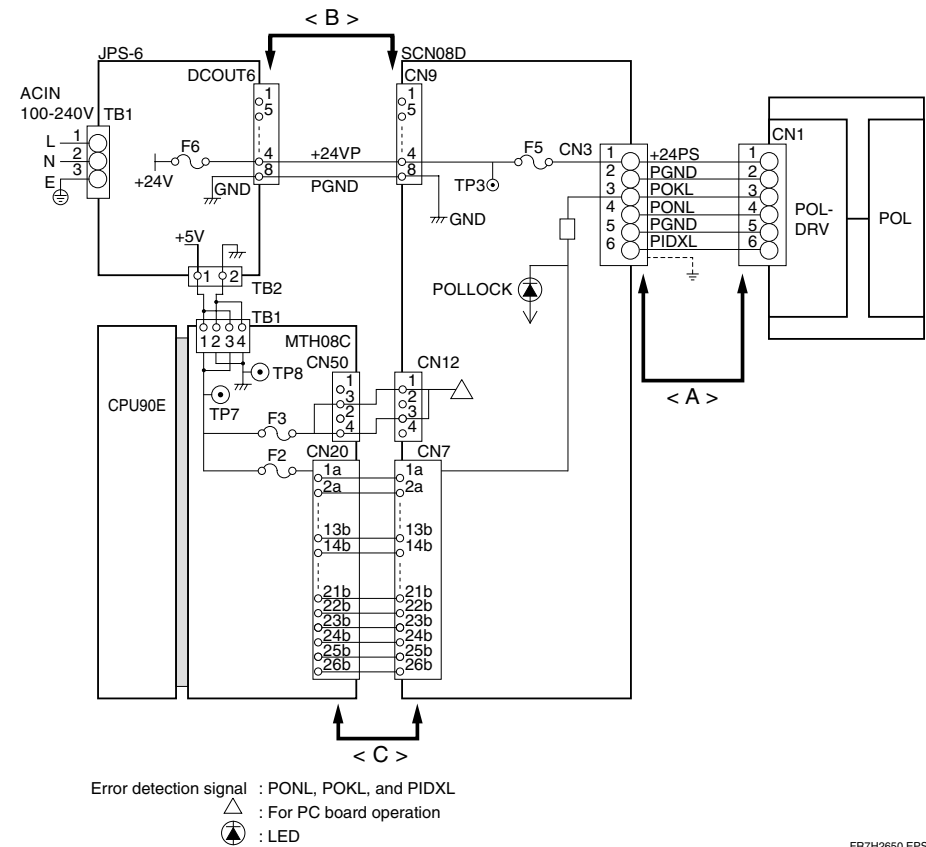 < B >
JPS-6
SCN08D
DCOUT6
CN9
ACIN
100-240V
TB1
L
1
N
2
E
3
1
5
4
8
1
5
4
8
F6
+24V
GND
+24VP
PGND
F5
TP3
GND
CN3
1
2
3
4
5
6
+24PS
PGND
POKL
PONL
PGND
PIDXL
CN1
1
2
3
4
5
6
POL-
DRV
POL
+5V
1
2
TB2
TB1
1 2 3 4
POLLOCK
< A >
MTH08C
CPU90E
TP8
TP7
F3
F2
CN50
1
3
2
4
CN12
1
2
3
4
CN20
1a
2a
13b
14b
21b
22b
23b
24b
25b
26b
CN7
1a
2a
13b
14b
21b
22b
23b
24b
25b
26b
< C >
Error detection signal : PONL, POKL, and PIDXL
: For PC board operation
: LED
FR7H2650.EPS